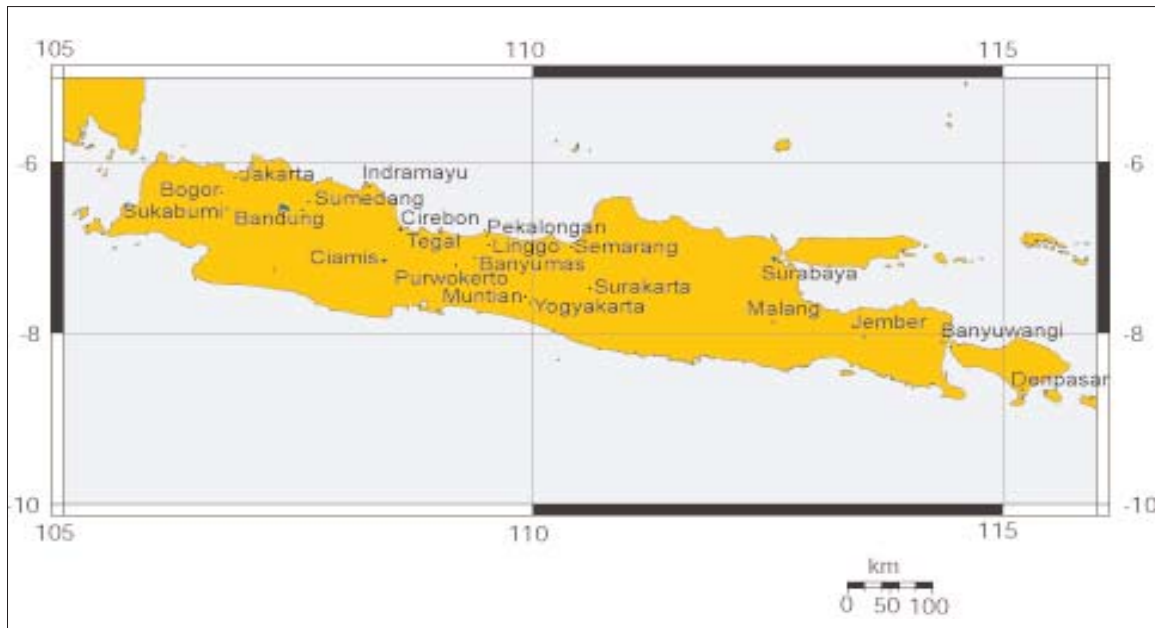 105 110 115
-6 -6
Indramayu
Jakarta
Bogor
Sumedang
Sukabumi
Bandung
Cirebon
Pekalongan
Tegal
Linggo
Semarang
Ciamis
Banyumas
Surabaya
Purwokerto
Surakarta
Muntian
Yogyakarta
Malang
Jember
Banyuwangi
-8 -8
Denpasar
-10 -10
105 110 115
km
0 50 100